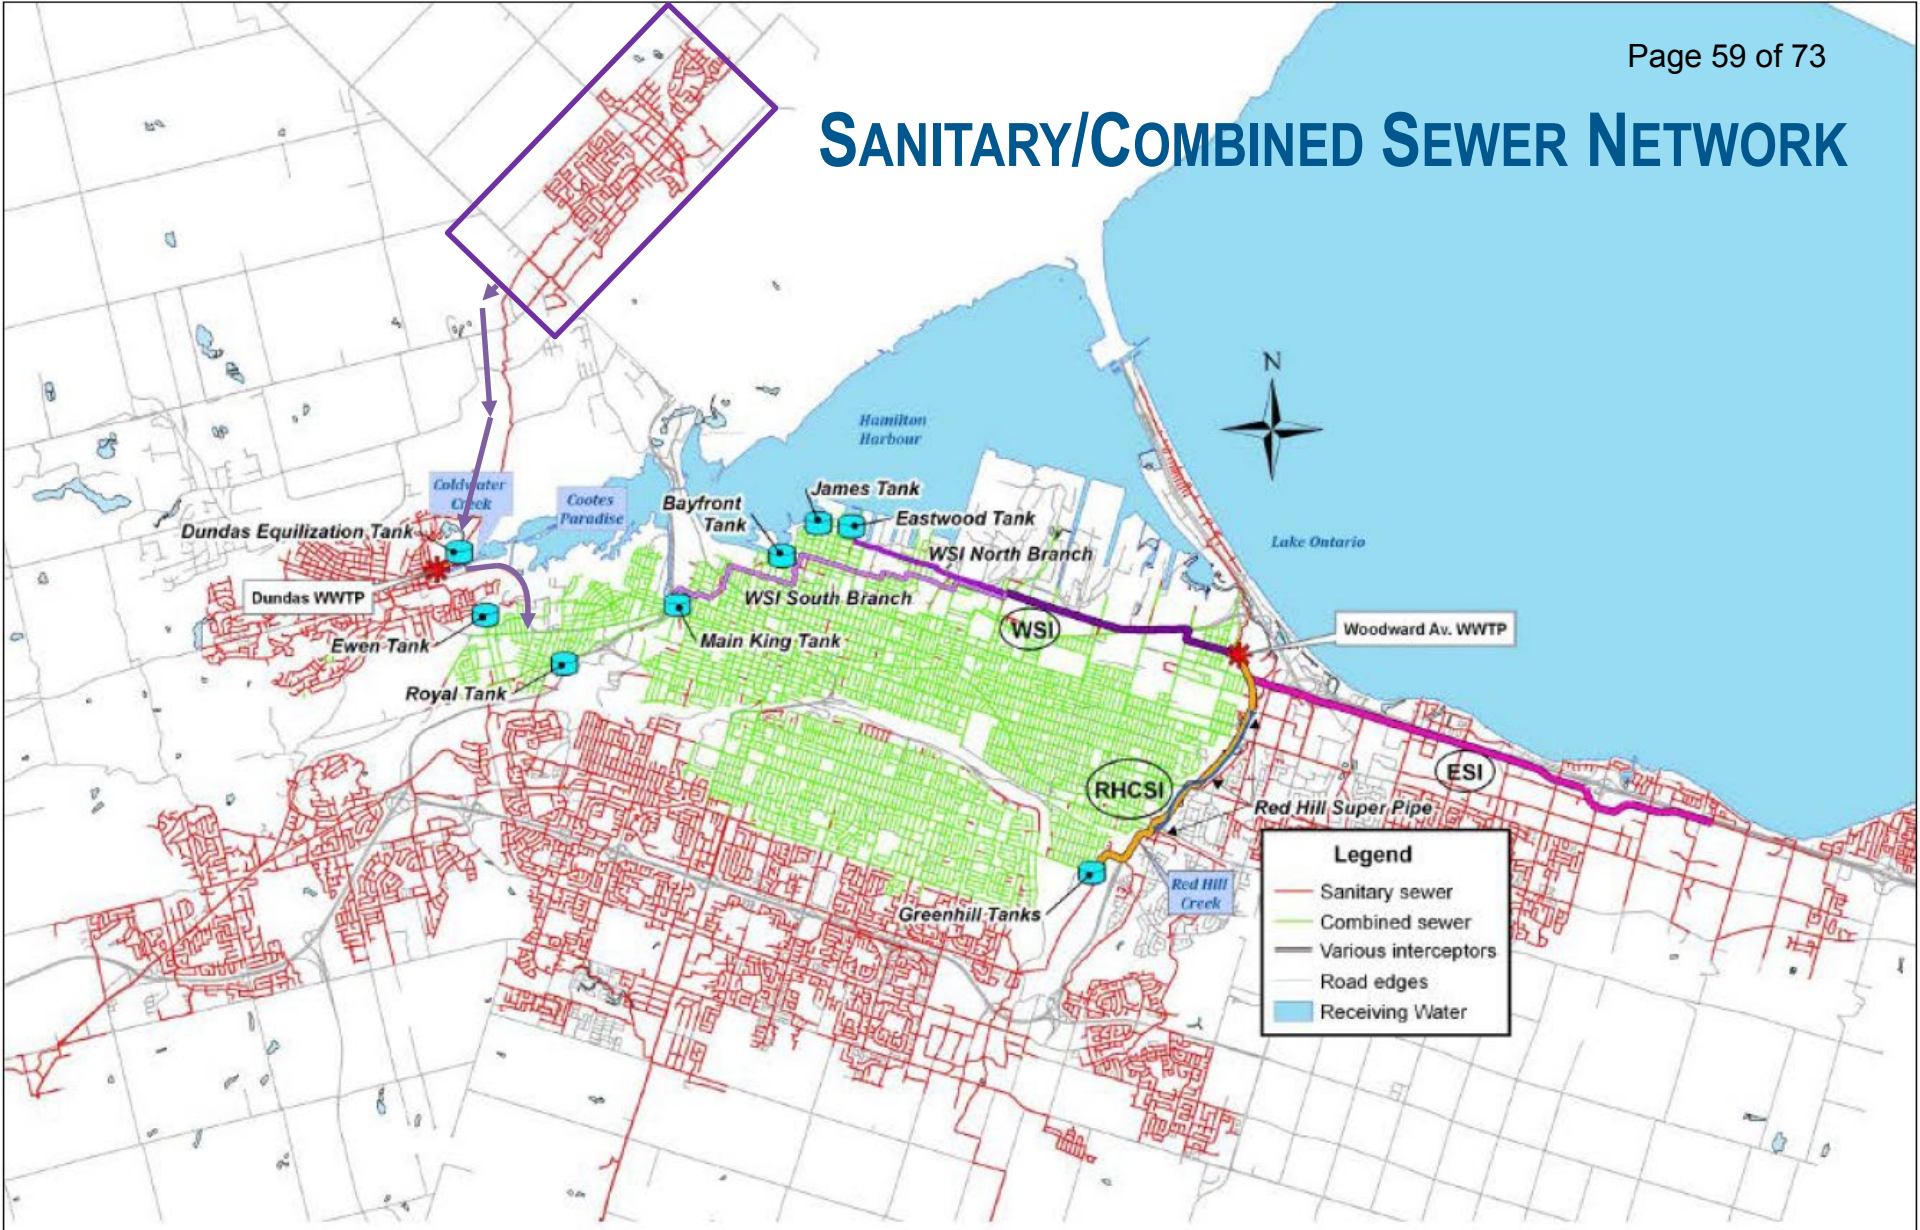 Page 59 of 73
SANITARY/COMBINED SEWER NETWORK
N
Hamilton
Harbour
Coldwater
Creek
Cootes
Paradise
Bayfront
Tank
James Tank
Eastwood Tank
Dundas Equilization Tank
WSI North Branch
Lake Ontario
Dundas WWTP
WSI South Branch
WSI
Woodward Av. WWTP
Ewen Tank
Main King Tank
Royal Tank
ESI
RHCSI
Red Hill Super Pipe
Red Hill
Creek
Greenhill Tanks
Legend
Sanitary sewer
Combined sewer
Various interceptors
Road edges
Receiving Water